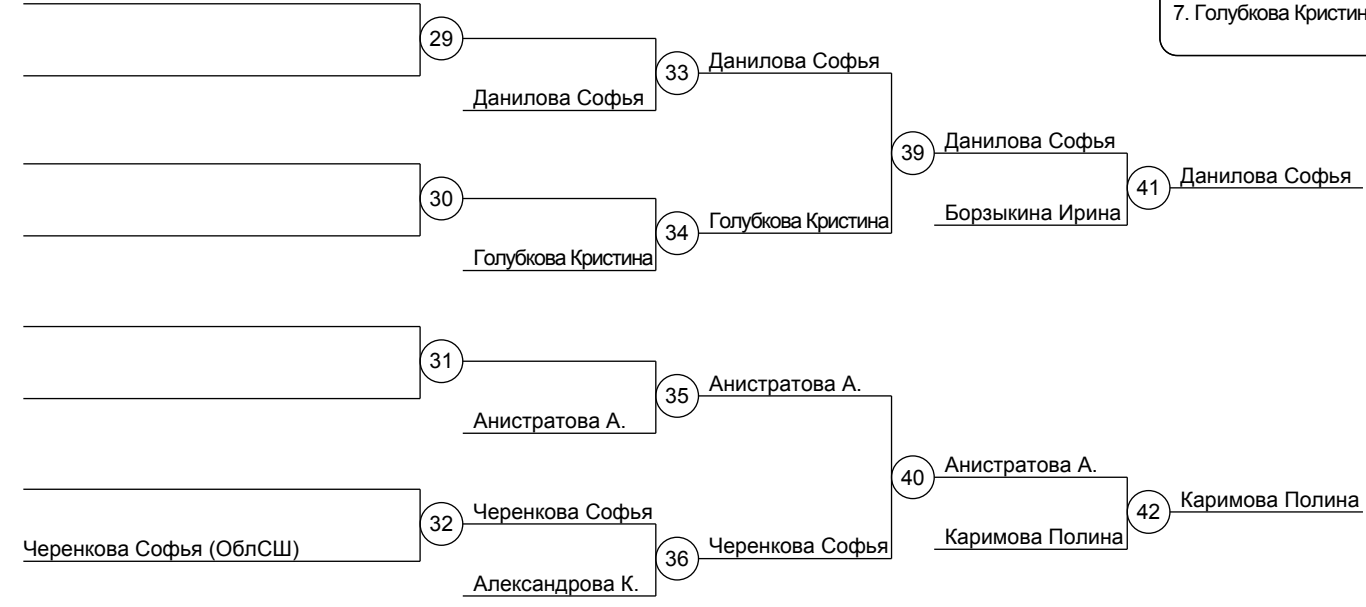 7. Голубкова Кристин
29
33
Данилова Софья
Данилова Софья
39
Данилова Софья
41
Данилова Софья
30
Борзыкина Ирина
34
Голубкова Кристина
Голубкова Кристина
31
35
Анистратова А.
Анистратова А.
40
Анистратова А.
42
Каримова Полина
32
Черенкова Софья
Каримова Полина
Черенкова Софья (ОблСШ)
36
Черенкова Софья
Александрова К.